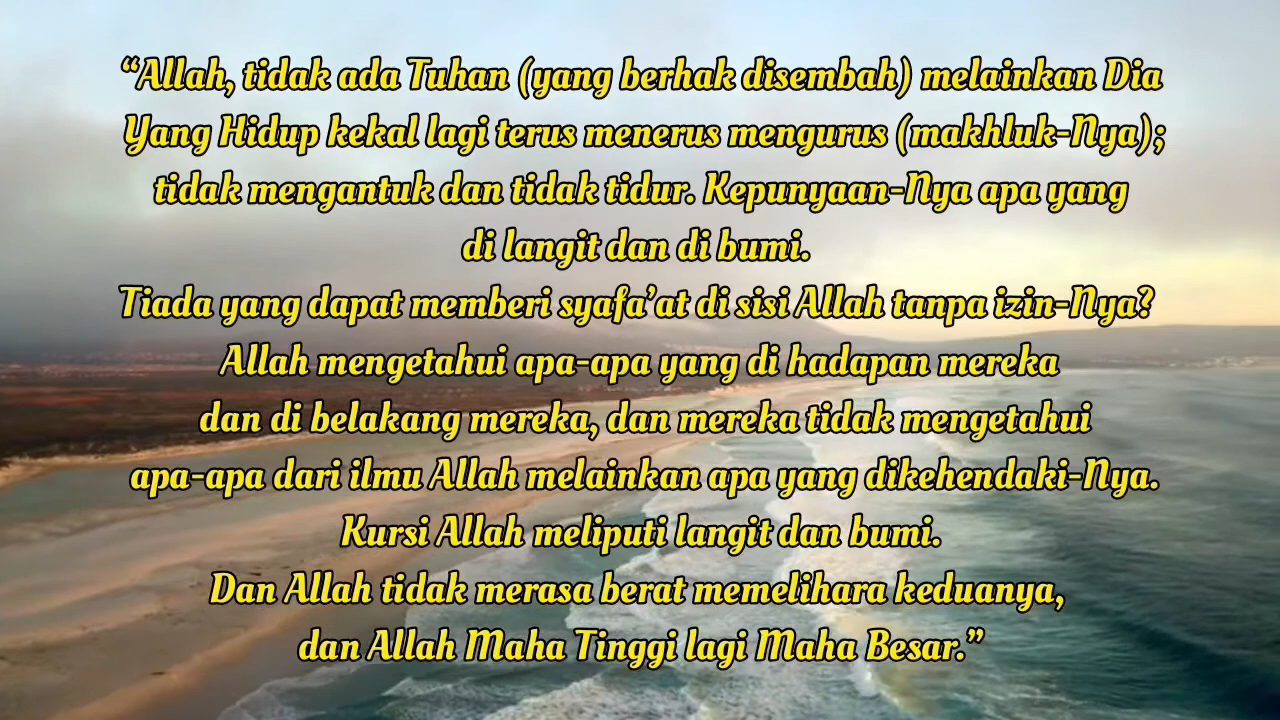 “Allah, tidak ada Tuhan (yang berhak disembah) melainkan Dia
Yang Hidup kekal lagi terus menerus mengurus (makhluk-Nya);
tidak mengantuk dan tidak tidur. Kepunyaan-Nya apa yang
di langit dan di bumi.
Tiada yang dapat memberi syafa’at di sisi Allah tanpa izin-Nya?
Allah mengetahui apa-apa yang di hadapan mereka
dan di belakang mereka, dan mereka tidak mengetahui
apa-apa dari ilmu Allah melainkan apa yang dikehendaki-Nya.
Kursi Allah meliputi langit dan bumi.
Dan Allah tidak merasa berat memelihara keduanya,
dan Allah Maha Tinggi lagi Maha Besar.”